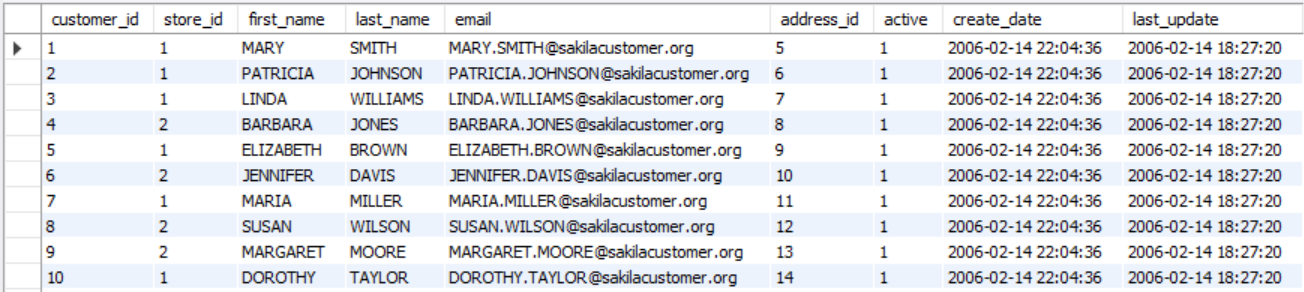 customer_id store_id first_name last_name email address_id active create_date last_update
1 1 MARY SMITH MARY.SMITH@sakilacustomer.org 5 1 2006-02-14 22:04:36 2006-02-14 18:27:20
2 1 PATRICIA JOHNSON PATRICIA.JOHNSON@sakilacustomer.org 6 1 2006-02-14 22:04:36 2006-02-14 18:27:20
3 1 LINDA WILLIAMS LINDA.WILLIAMS@sakilacustomer.org 7 1 2006-02-14 22:04:36 2006-02-14 18:27:20
4 2 BARBARA JONES BARBARA.JONES@sakilacustomer.org 8 1 2006-02-14 22:04:36 2006-02-14 18:27:20
5 1 ELIZABETH BROWN ELIZABETH.BROWN@sakilacustomer.org 9 1 2006-02-14 22:04:36 2006-02-14 18:27:20
6 2 JENNIFER DAVIS JENNIFER.DAVIS@sakilacustomer.org 10 1 2006-02-14 22:04:36 2006-02-14 18:27:20
7 1 MARIA MILLER MARIA.MILLER@sakilacustomer.org 11 1 2006-02-14 22:04:36 2006-02-14 18:27:20
8 2 SUSAN WILSON SUSAN.WILSON@sakilacustomer.org 12 1 2006-02-14 22:04:36 2006-02-14 18:27:20
9 2 MARGARET MOORE MARGARET.MOORE@sakilacustomer.org 13 1 2006-02-14 22:04:36 2006-02-14 18:27:20
10 1 DOROTHY TAYLOR DOROTHY.TAYLOR@sakilacustomer.org 14 1 2006-02-14 22:04:36 2006-02-14 18:27:20